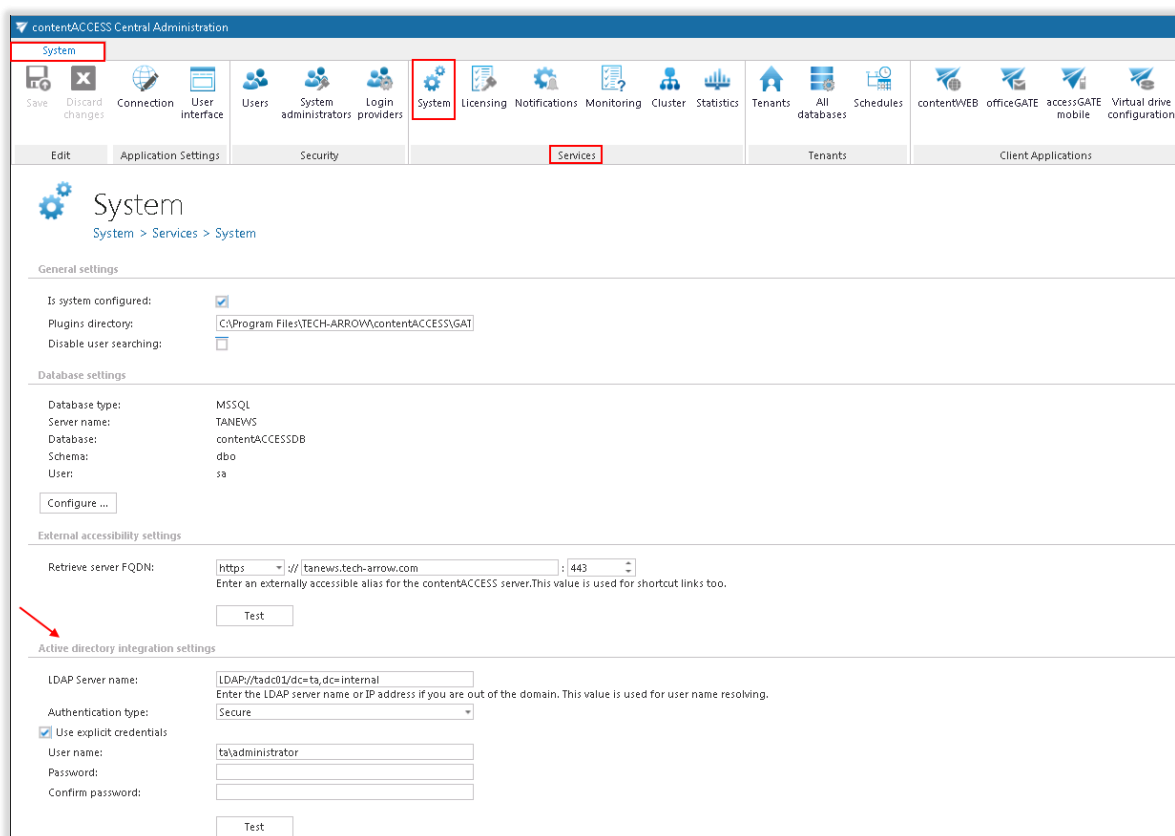 contentACCESS Central Administration
System
Save Discard changes Connection User interface Users System administrators Login providers System Licensing Notifications Monitoring Cluster Statistics Tenants All databases Schedules contentWEB officeGATE accessGATE mobile Virtual drive configuration
Edit Application Settings Security Services Tenants Client Applications
System
System > Services > System
General settings
Is system configured:
Plugins directory: C:\Program Files\TECH-ARROW\contentACCESS\GAT
Disable user searching:
Database settings
Database type: MSSQL
Server name: TANEWS
Database: contentACCESSDB
Schema: dbo
User: sa
Configure ...
External accessibility settings
Retrieve server FQDN: https :// tanews.tech-arrow.com : 443
Enter an externally accessible alias for the contentACCESS server.This value is used for shortcut links too.
Test
Active directory integration settings
LDAP Server name: LDAP://tadc01/dc=ta,dc=internal
Enter the LDAP server name or IP address if you are out of the domain. This value is used for user name resolving.
Authentication type: Secure
Use explicit credentials
User name: ta\administrator
Password:
Confirm password:
Test